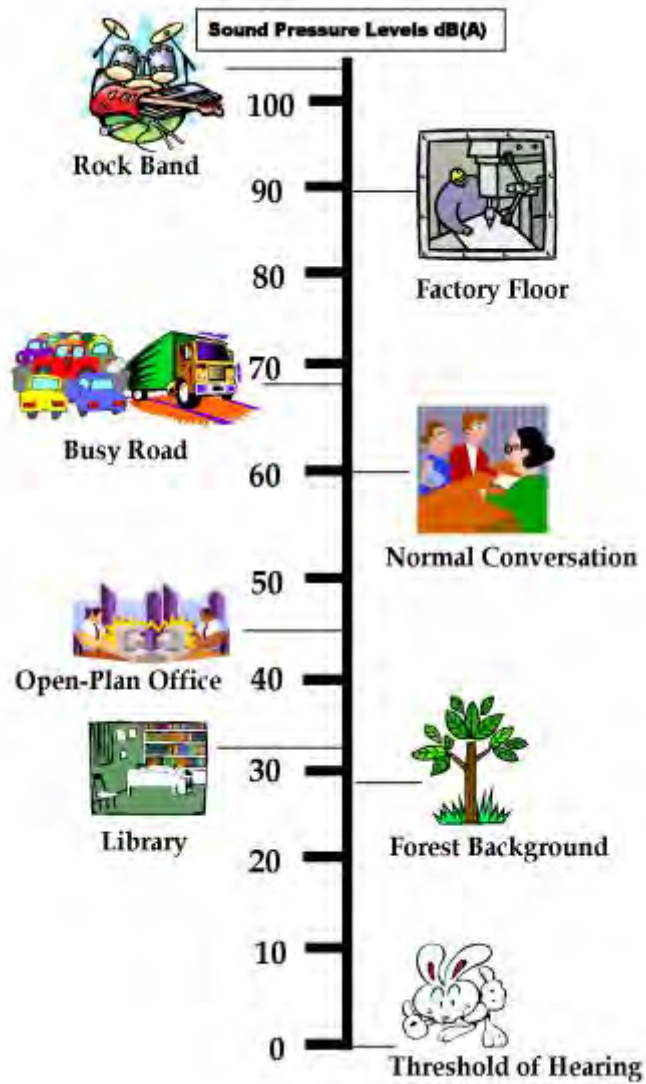 Sound Pressure Levels dB(A)
100
Rock Band
90
80
Factory Floor
70
Busy Road
60
Normal Conversation
50
Open-Plan Office
40
30
Library
Forest Background
20
10
0
Threshold of Hearing